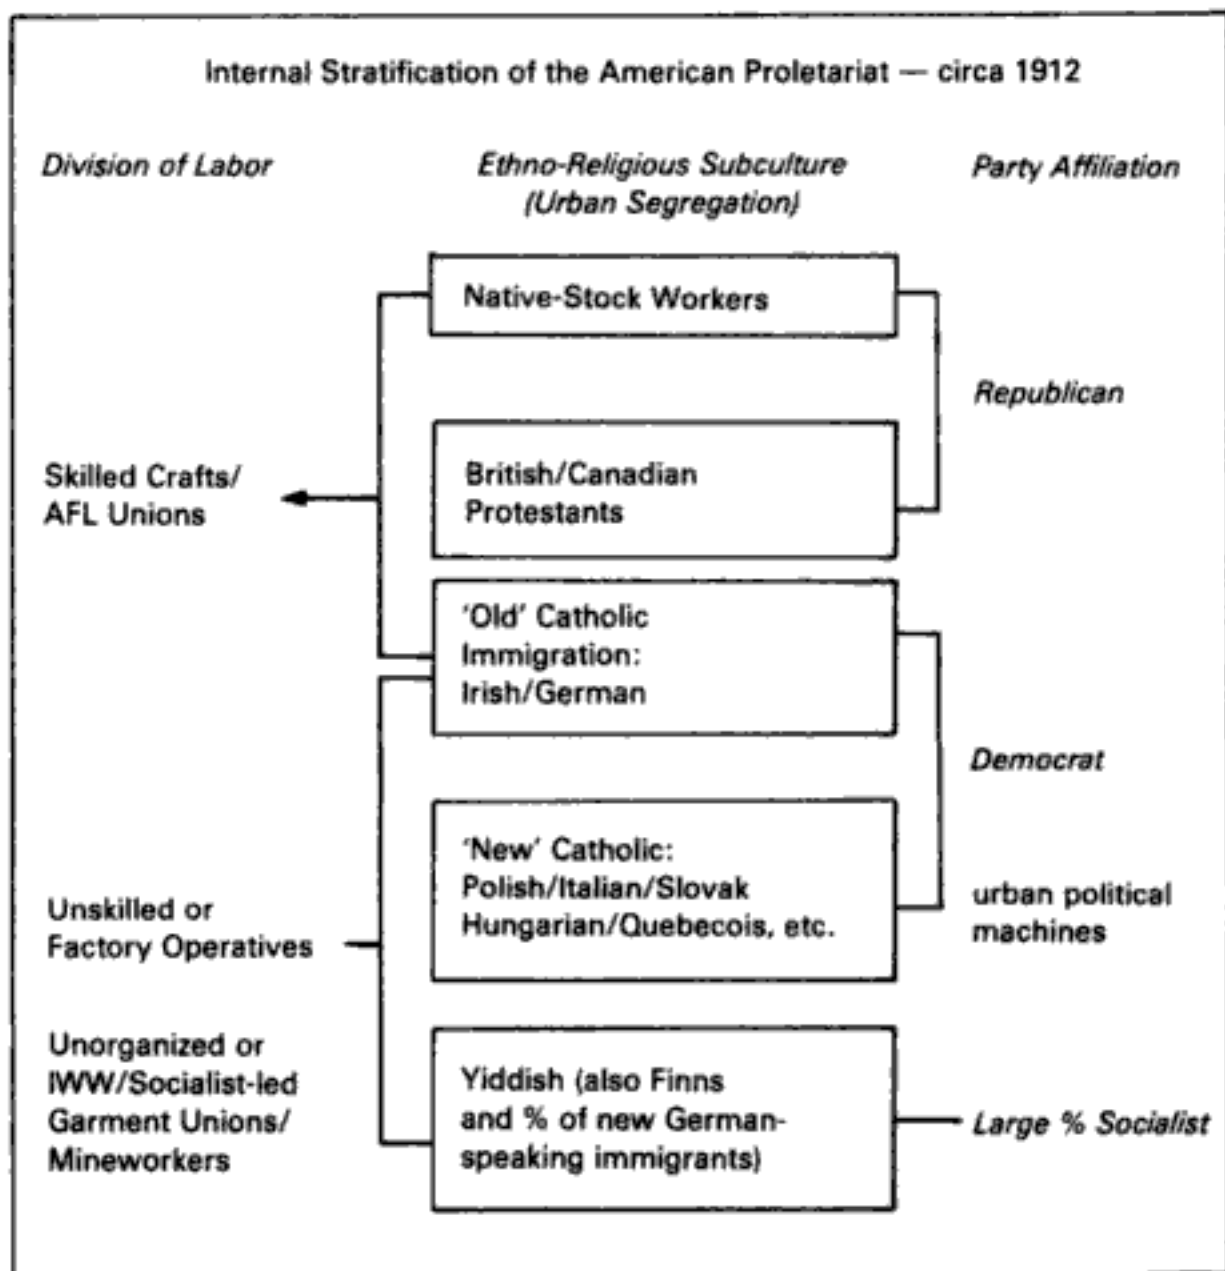 Internal Stratification of the American Proletariat — circa 1912
Division of Labor
Ethno-Religious Subculture
(Urban Segregation)
Party Affiliation
Native-Stock Workers
Republican
British/Canadian
Protestants
Skilled Crafts/
AFL Unions
'Old' Catholic
Immigration:
Irish/German
Democrat
'New' Catholic:
Polish/Italian/Slovak
Hungarian/Quebecois, etc.
urban political
machines
Unskilled or
Factory Operatives
Unorganized or
IWW/Socialist-led
Garment Unions/
Mineworkers
Yiddish (also Finns
and % of new German-
speaking immigrants)
Large % Socialist